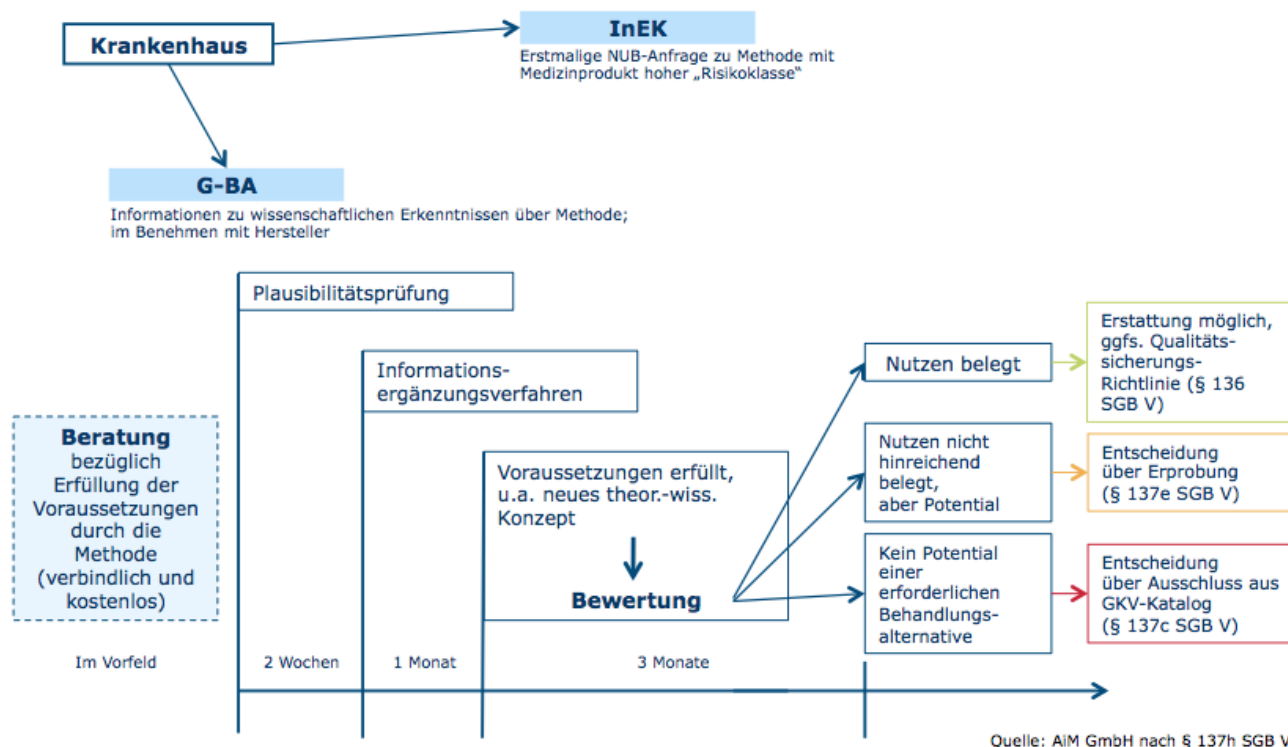 Krankenhaus
InEK
Erstmalige NUB-Anfrage zu Methode mit
Medizinprodukt hoher „Risikoklasse“
G-BA
Informationen zu wissenschaftlichen Erkenntnissen über Methode;
im Benehmen mit Hersteller
Plausibilitätsprüfung
Informations-
ergänzungsverfahren
Beratung
bezüglich
Erfüllung der
Voraussetzungen
durch die
Methode
(verbindlich und
kostenlos)
Voraussetzungen erfüllt,
u.a. neues theor.-wiss.
Konzept
Bewertung
Nutzen belegt
Erstattung möglich,
ggfs. Qualitäts-
sicherungs-
Richtlinie (§ 136
SGB V)
Nutzen nicht
hinreichend
belegt,
aber Potential
Entscheidung
über Erprobung
(§ 137e SGB V)
Kein Potential
einer
erforderlichen
Behandlungs-
alternative
Entscheidung
über Ausschluss aus
GKV-Katalog
(§ 137c SGB V)
Im Vorfeld
2 Wochen
1 Monat
3 Monate
Quelle: AiM GmbH nach § 137h SGB V